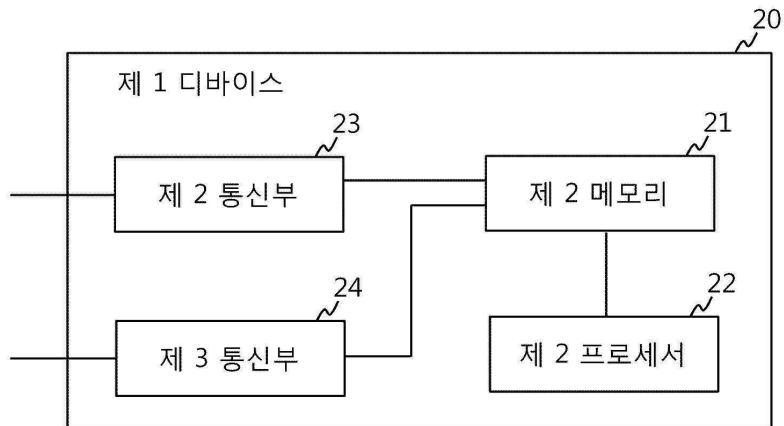 20
제 1 디바이스
23
제 2 통신부
21
제 2 메모리
24
제 3 통신부
22
제 2 프로세서